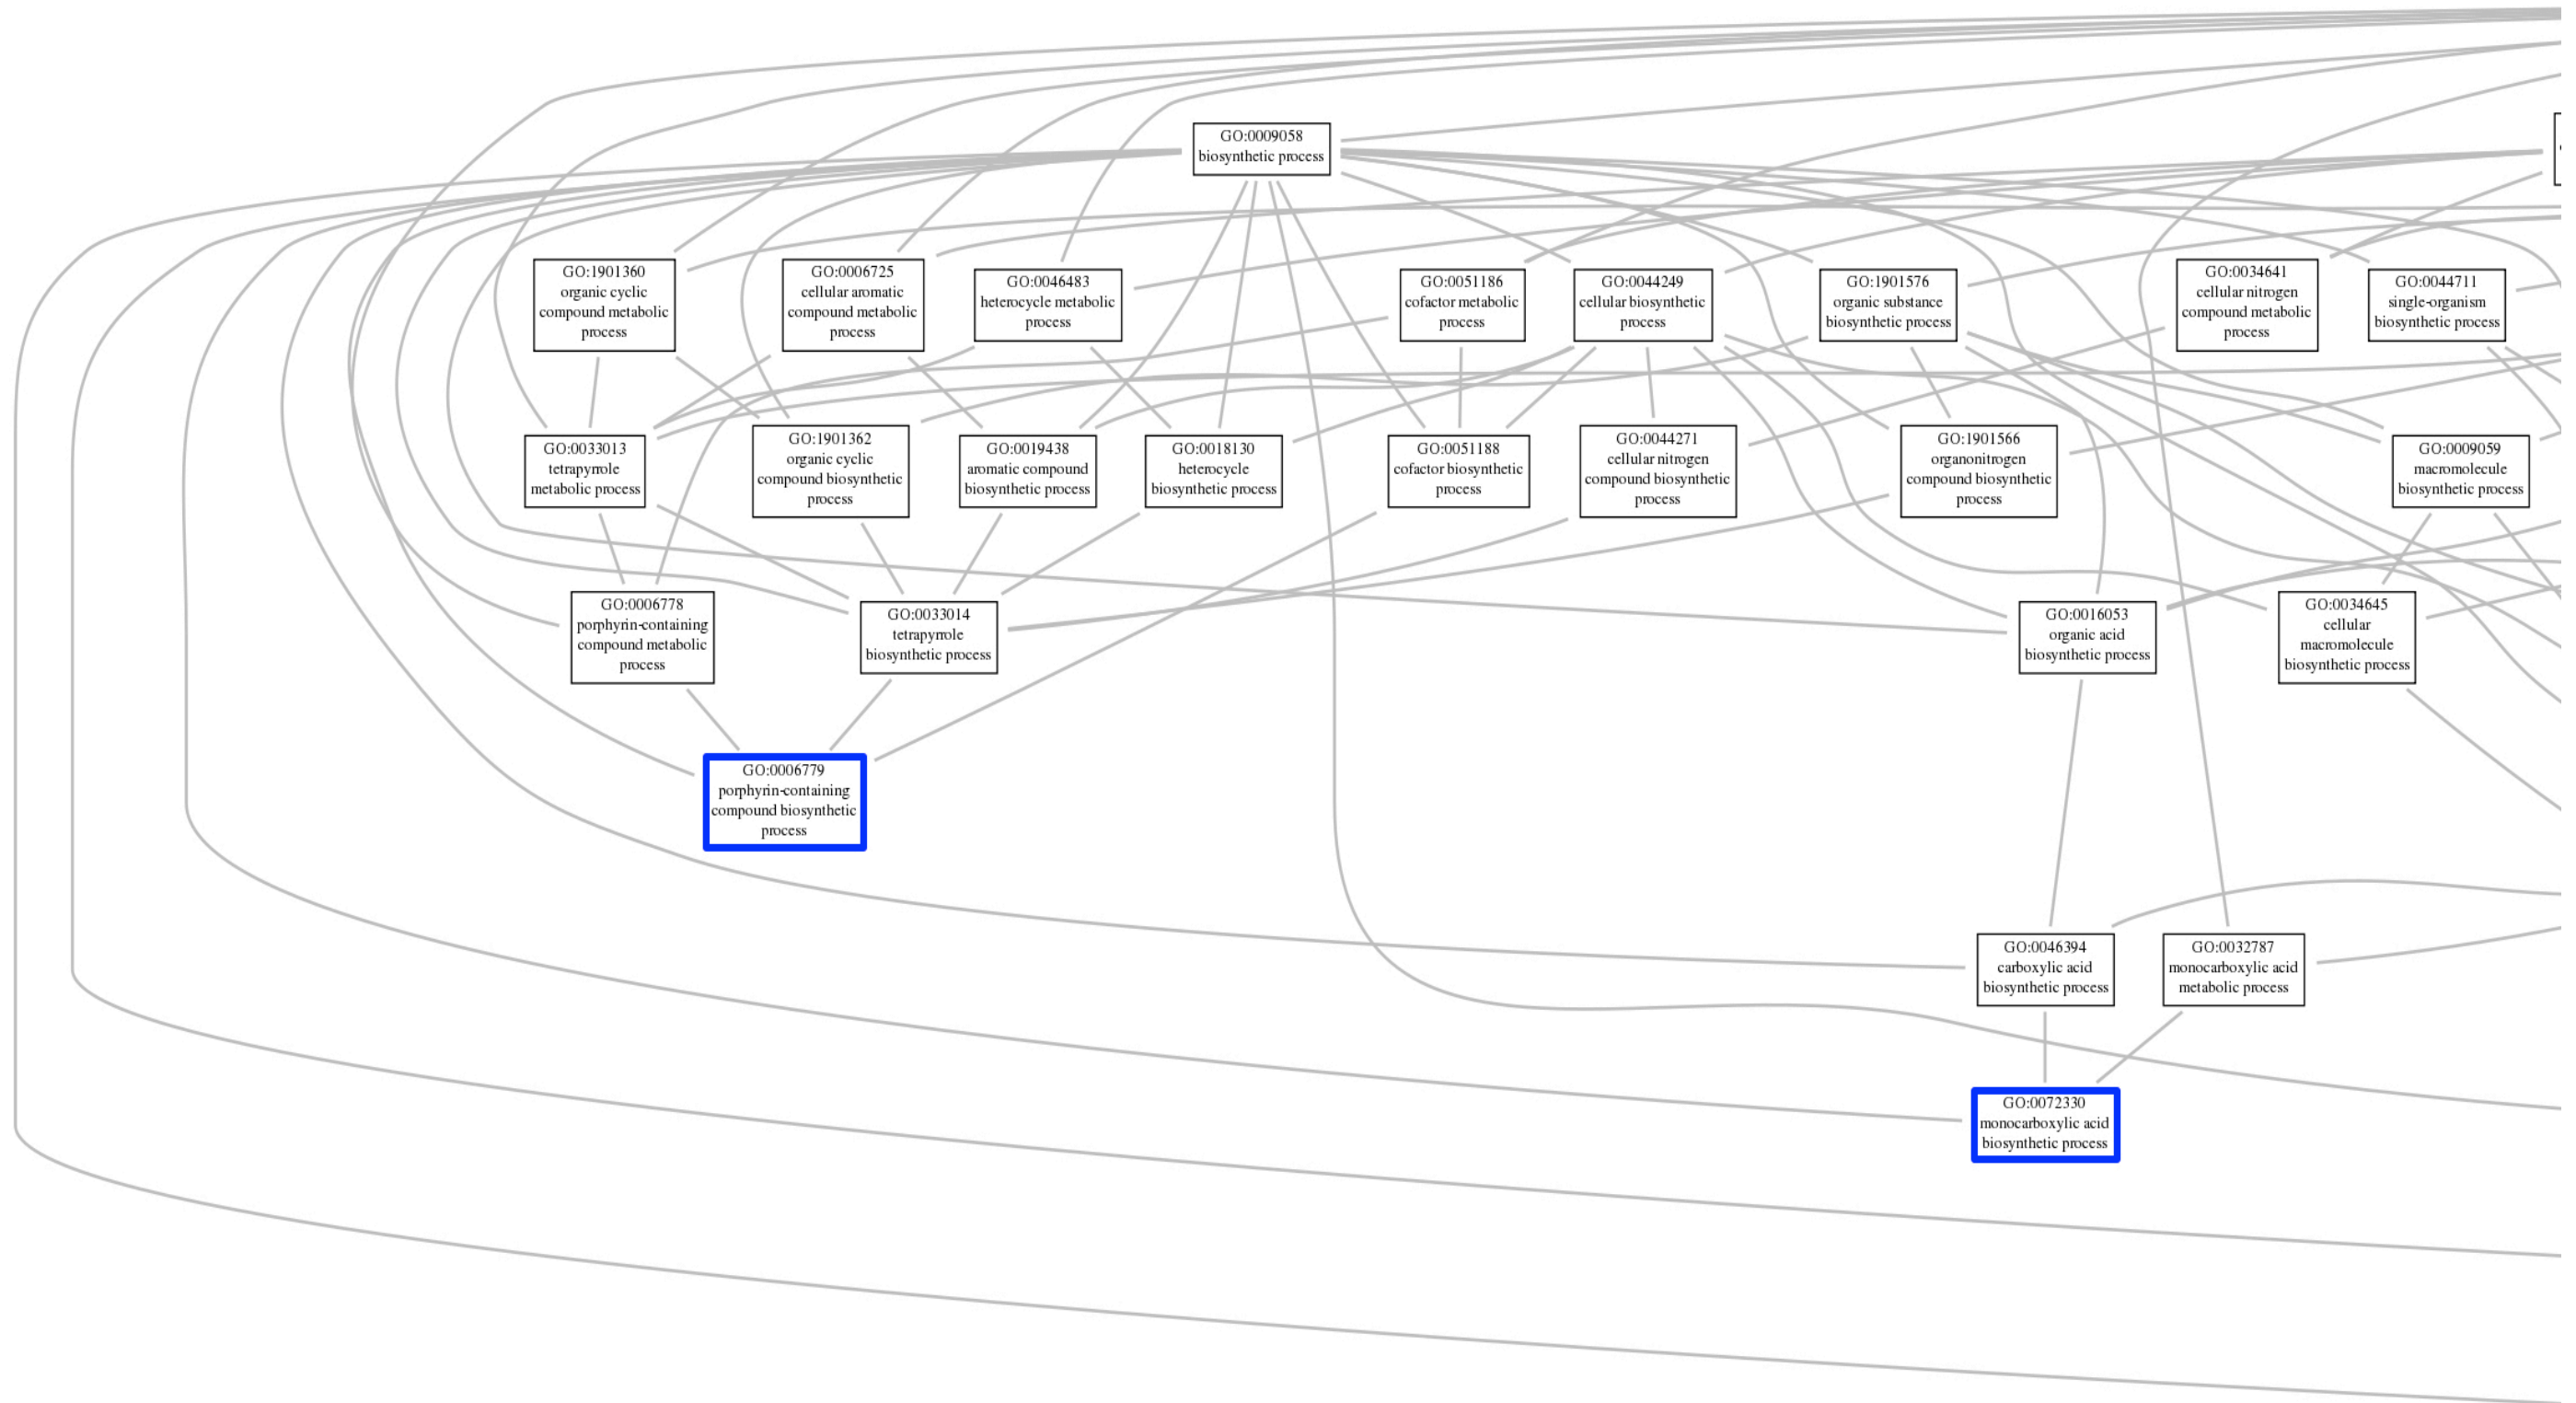 GO:0009058
biosynthetic process
GO:1901360
organic cyclic
compound metabolic
process
GO:0006725
cellular aromatic
compound metabolic
process
GO:0046483
heterocycle metabolic
process
GO:0051186
cofactor metabolic
process
GO:0044249
cellular biosynthetic
process
GO:1901576
organic substance
biosynthetic process
GO:0034641
cellular nitrogen
compound metabolic
process
GO:0044711
single-organism
biosynthetic process
GO:0033013
tetrapyrrole
metabolic process
GO:1901362
organic cyclic
compound biosynthetic
process
GO:0019438
aromatic compound
biosynthetic process
GO:0018130
heterocycle
biosynthetic process
GO:0051188
cofactor biosynthetic
process
GO:0044271
cellular nitrogen
compound biosynthetic
process
GO:1901566
organonitrogen
compound biosynthetic
process
GO:0009059
macromolecule
biosynthetic process
GO:0006778
porphyrin-containing
compound metabolic
process
GO:0033014
tetrapyrrole
biosynthetic process
GO:0016053
organic acid
biosynthetic process
GO:0034645
cellular
macromolecule
biosynthetic process
GO:0006779
porphyrin-containing
compound biosynthetic
process
GO:0046394
carboxylic acid
biosynthetic process
GO:0032787
monocarboxylic acid
metabolic process
GO:0072330
monocarboxylic acid
biosynthetic process